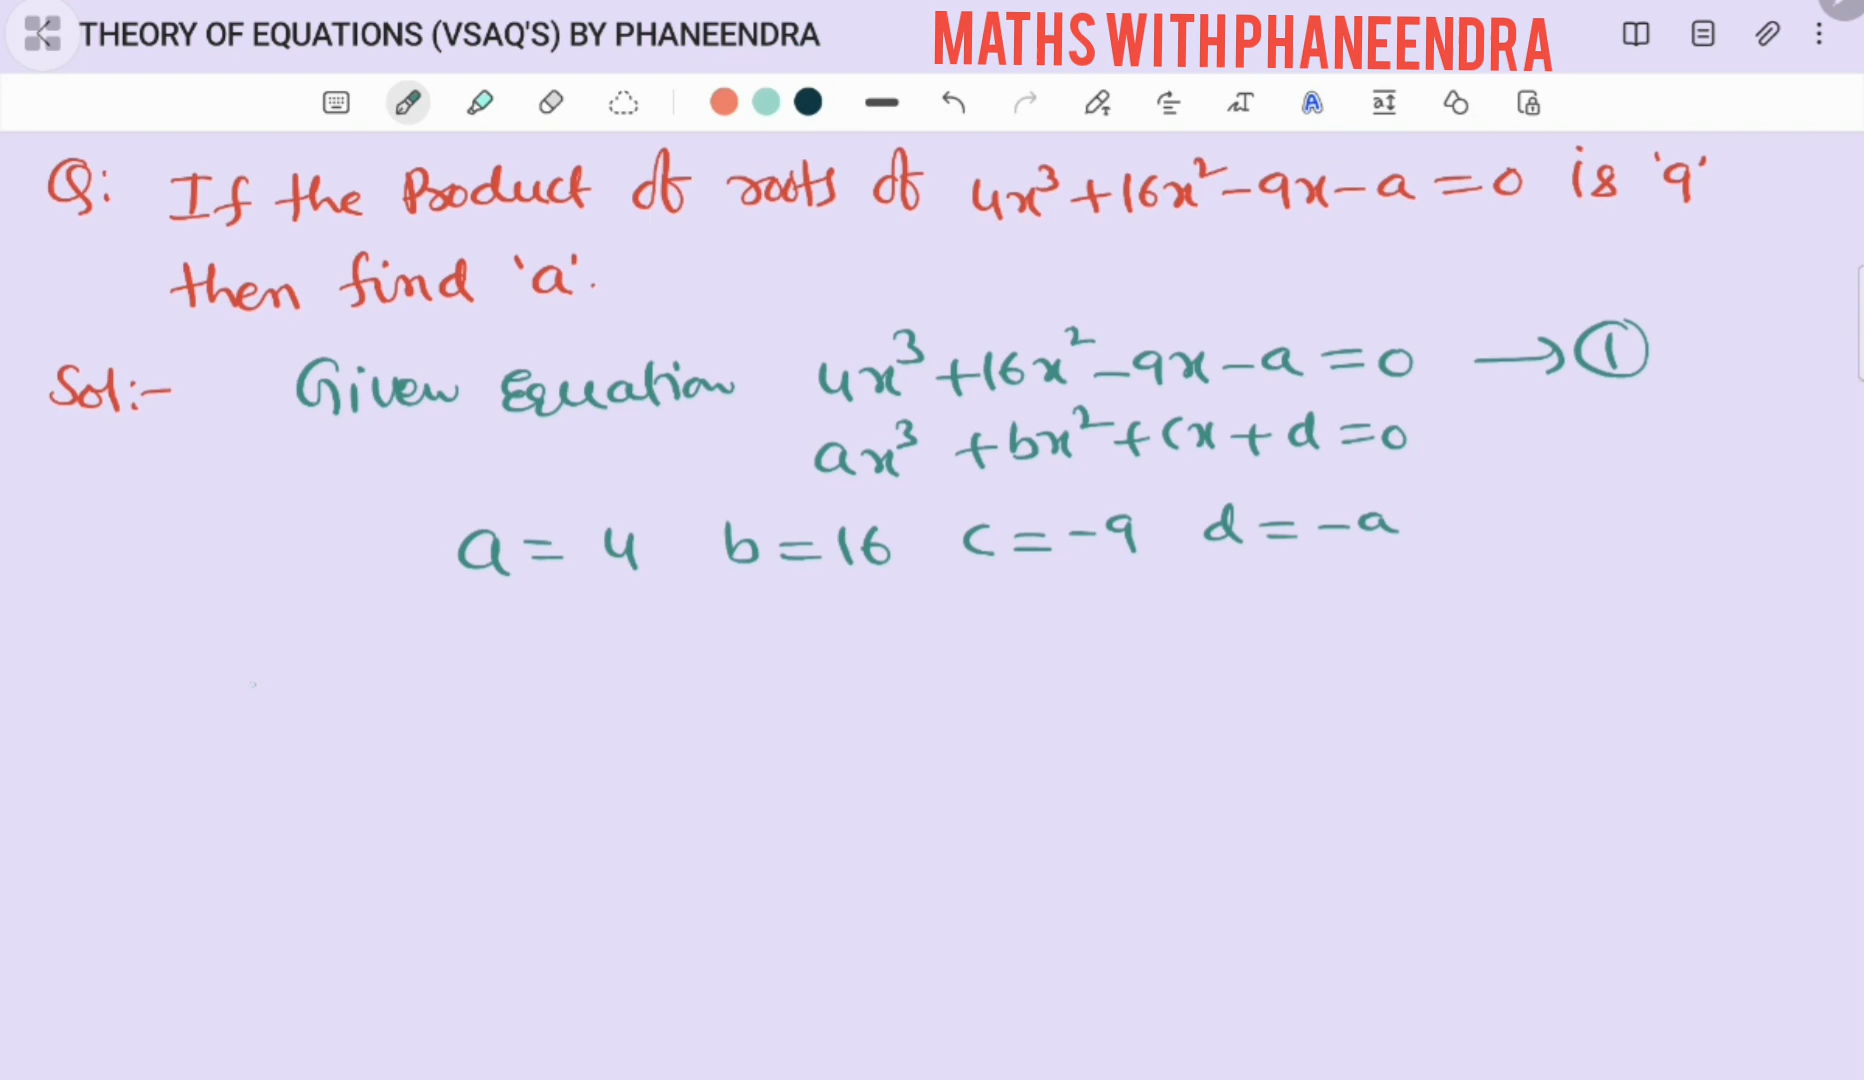 THEORY OF EQUATIONS (VSAQ'S) BY PHANEENDRA
MATHS WITH PHANEENDRA
Q: If the Product of roots of 4x³+16x²-9x-a=0 is '9'
then find 'a'.
Sol:- Given Equation 4x³+16x²-9x-a=0 → ①
ax³+bx²+cx+d=0
a=4 b=16 c=-9 d=-a